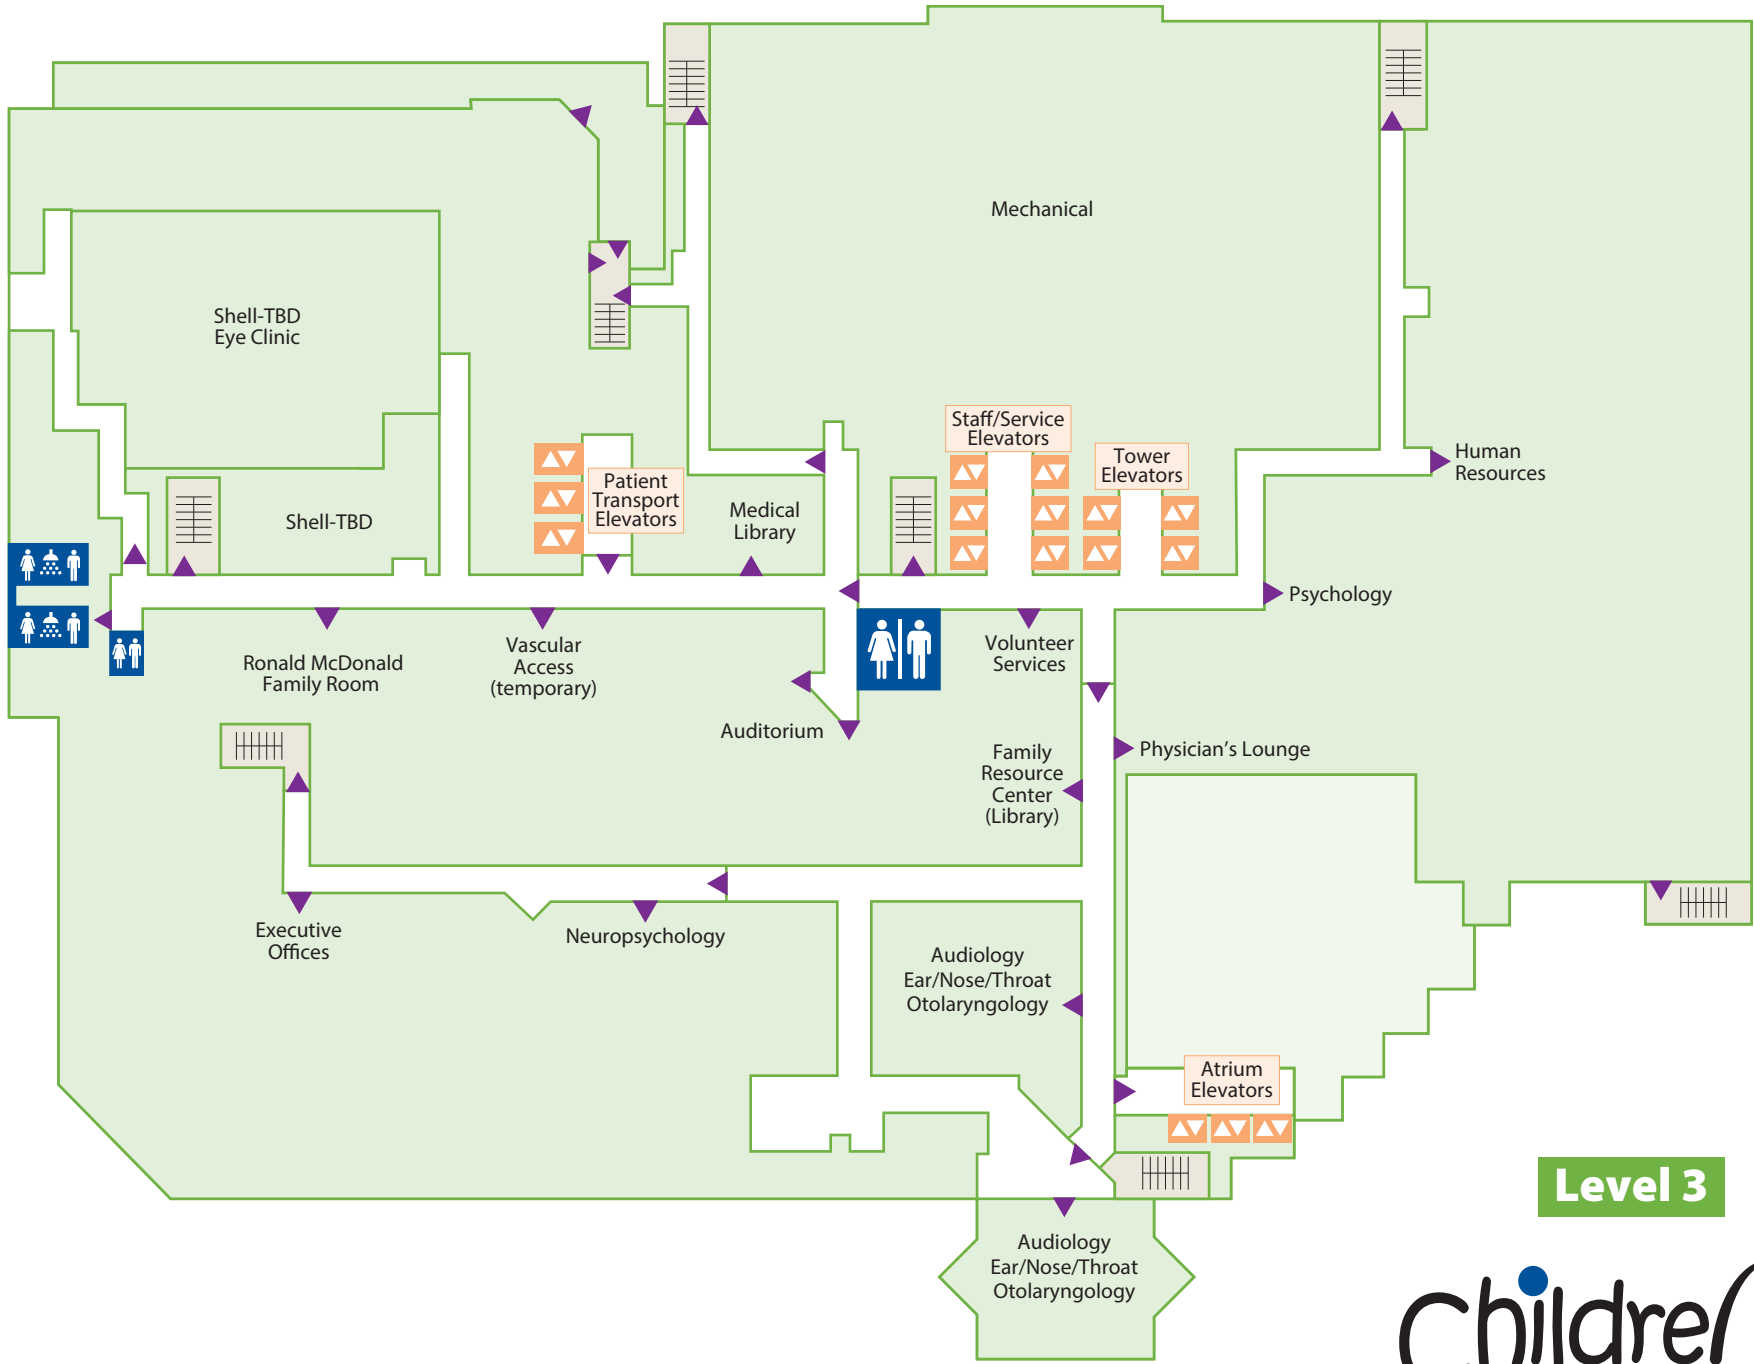 Mechanical
Shell-TBD
Eye Clinic
Staff/Service
Elevators
Tower
Elevators
Human
Resources
Patient
Transport
Elevators
Medical
Library
Shell-TBD
Psychology
Ronald McDonald
Family Room
Vascular
Access
(temporary)
Volunteer
Services
Auditorium
Physician's Lounge
Family
Resource
Center
(Library)
Executive
Offices
Neuropsychology
Audiology
Ear/Nose/Throat
Otolaryngology
Atrium
Elevators
Level 3
Audiology
Ear/Nose/Throat
Otolaryngology
Childre